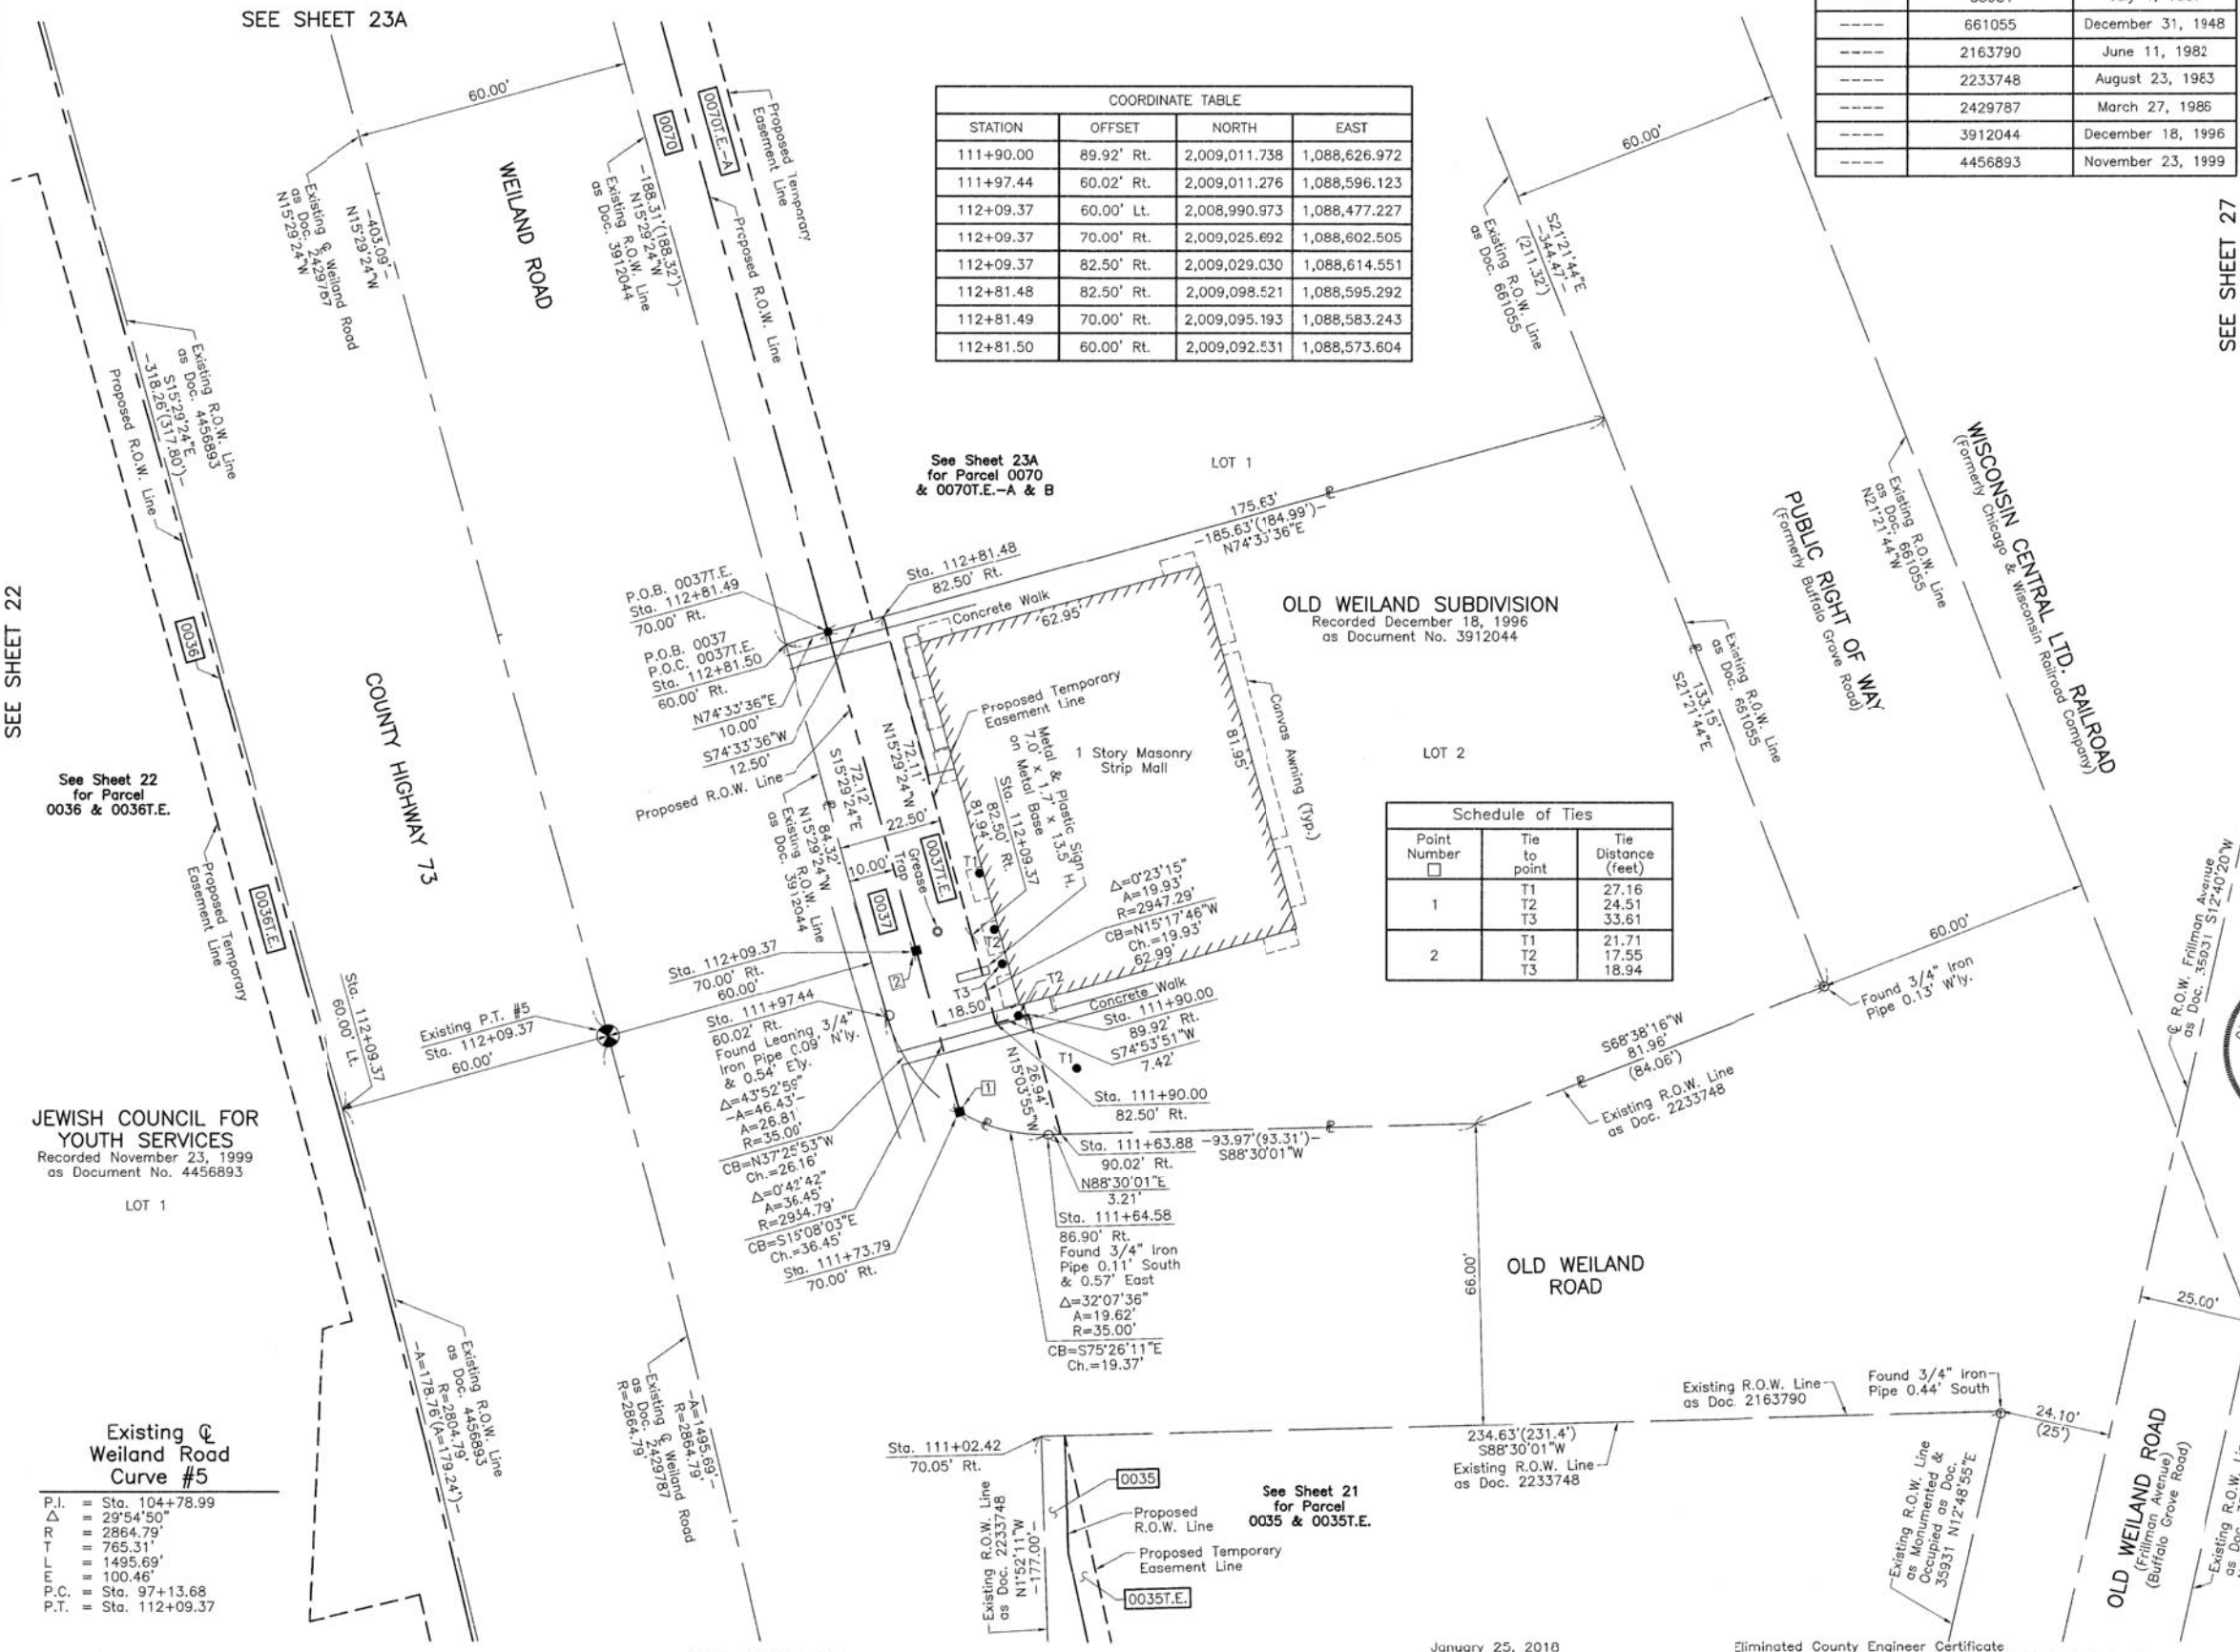 SEE SHEET 23A
661055 December 31, 1948
2163790 June 11, 1982
2233748 August 23, 1983
2429787 March 27, 1986
3912044 December 18, 1996
4456893 November 23, 1999
COORDINATE TABLE
STATION OFFSET NORTH EAST
111+90.00 89.92' Rt. 2,009,011.738 1,088,626.972
111+97.44 60.02' Rt. 2,009,011.276 1,088,596.123
112+09.37 60.00' Lt. 2,008,990.973 1,088,477.227
112+09.37 70.00' Rt. 2,009,025.692 1,088,602.505
112+09.37 82.50' Rt. 2,009,029.030 1,088,614.551
112+81.48 82.50' Rt. 2,009,098.521 1,088,595.292
112+81.49 70.00' Rt. 2,009,095.193 1,088,583.243
112+81.50 60.00' Rt. 2,009,092.531 1,088,573.604
60.00'
WEILAND ROAD
Existing ℄ Weiland Road
as Doc. 2429787
N15°29'24"W
-403.09'-
N15°29'24"W
0070
0070T.E.-A
Proposed Temporary
Easement Line
-188.31'(188.32')-
N15°29'24"W
Existing R.O.W. Line
as Doc. 3912044
Proposed R.O.W. Line
60.00'
S21°21'44"E
-344.47'-
(211.32')
Existing R.O.W. Line
as Doc. 661055
SEE SHEET 27
Existing R.O.W. Line
as Doc. 4456893
S15°29'24"E
-318.26'(317.80')-
Proposed R.O.W. Line
See Sheet 23A
for Parcel 0070
& 0070T.E.-A & B
LOT 1
175.63'
-185.63'(184.99')-
N74°33'36"E
WISCONSIN CENTRAL LTD. RAILROAD
(Formerly Chicago & Wisconsin Railroad Company)
Existing R.O.W. Line
as Doc. 661055
N21°21'44"W
PUBLIC RIGHT OF WAY
(Formerly Buffalo Grove Road)
Sta. 112+81.48
82.50' Rt.
P.O.B. 0037T.E.
Sta. 112+81.49
70.00' Rt.
P.O.B. 0037
P.O.C. 0037T.E.
Sta. 112+81.50
60.00' Rt.
N74°33'36"E
10.00'
S74°33'36"W
12.50'
Proposed R.O.W. Line
Concrete Walk
62.95'
OLD WEILAND SUBDIVISION
Recorded December 18, 1996
as Document No. 3912044
SEE SHEET 22
0036
COUNTY HIGHWAY 73
See Sheet 22
for Parcel
0036 & 0036T.E.
Proposed Temporary
Easement Line
0036T.E.
Proposed Temporary
Easement Line
72.11'
N15°29'24"W
72.12'
S15°29'24"E
84.32'
N15°29'24"W
Existing R.O.W. Line
as Doc. 3912044
22.50'
10.00'
Grease
Trap
0037T.E.
0037
Metal & Plastic Sign
7.0' x 1.7' x 13.5' H.
on Metal Base
Sta. 112+09.37
82.50' Rt.
81.94'
T1
T2
T3
1 Story Masonry
Strip Mall
81.95'
Canvas Awning (Typ.)
LOT 2
Existing R.O.W. Line
as Doc. 661055
133.15'
S21°21'44"E
Schedule of Ties
Point Number Tie to point Tie Distance (feet)
1 T1 27.16
T2 24.51
T3 33.61
2 T1 21.71
T2 17.55
T3 18.94
Δ=0°23'15"
A=19.93'
R=2947.29'
CB=N15°17'46"W
Ch.=19.93'
62.99'
Sta. 112+09.37
70.00' Rt.
60.00'
2
Sta. 111+97.44
60.02' Rt.
Found Leaning 3/4"
Iron Pipe 0.09' N'ly.
& 0.54' E'ly.
Δ=43°52'59"
-A=46.43'-
A=26.81'
R=35.00'
CB=N37°25'53"W
Ch.=26.16'
Δ=0°42'42"
A=36.45'
R=2934.79'
CB=S15°08'03"E
Ch.=36.45'
Sta. 111+73.79
70.00' Rt.
18.50'
T2
Concrete Walk
Sta. 111+90.00
89.92' Rt.
S74°53'51"W
7.42'
T1
1
26.94'
N15°03'55"W
Sta. 111+90.00
82.50' Rt.
Sta. 111+63.88
90.02' Rt.
-93.97'(93.31')-
S88°30'01"W
N88°30'01"E
3.21'
Sta. 111+64.58
86.90' Rt.
Found 3/4" Iron
Pipe 0.11' South
& 0.57' East
Δ=32°07'36"
A=19.62'
R=35.00'
CB=S75°26'11"E
Ch.=19.37'
60.00'
Found 3/4" Iron
Pipe 0.13' W'ly.
S68°38'16"W
81.96'
(84.06')
Existing R.O.W. Line
as Doc. 2233748
℄ R.O.W. Frillman Avenue
as Doc. 35931 S12°40'20"W
Sta. 112+09.37
60.00' Lt.
Existing P.T. #5
Sta. 112+09.37
60.00'
JEWISH COUNCIL FOR
YOUTH SERVICES
Recorded November 23, 1999
as Document No. 4456893
LOT 1
66.00'
OLD WEILAND
ROAD
25.00'
Existing R.O.W. Line
as Doc. 4456893
R=2804.79'
-A=178.76'(A=179.24')-
-A=1495.69'-
R=2864.79'
Existing ℄ Weiland Road
as Doc. 2429787
R=2864.79'
Existing ℄
Weiland Road
Curve #5
P.I. = Sta. 104+78.99
Δ = 29°54'50"
R = 2864.79'
T = 765.31'
L = 1495.69'
E = 100.46'
P.C. = Sta. 97+13.68
P.T. = Sta. 112+09.37
Sta. 111+02.42
70.05' Rt.
Existing R.O.W. Line
as Doc. 2233748
N1°52'11"W
-177.00'-
0035
Proposed
R.O.W. Line
Proposed Temporary
Easement Line
0035T.E.
See Sheet 21
for Parcel
0035 & 0035T.E.
234.63'(231.4')
S88°30'01"W
Existing R.O.W. Line
as Doc. 2233748
Existing R.O.W. Line
as Doc. 2163790
Found 3/4" Iron
Pipe 0.44' South
24.10'
(25')
Existing R.O.W. Line
as Monumented &
Occupied as Doc.
35931 N12°48'55"E
OLD WEILAND ROAD
(Frillman Avenue)
(Buffalo Grove Road)
Existing R.O.W.
as Doc.
January 25, 2018
Eliminated County Engineer Certificate